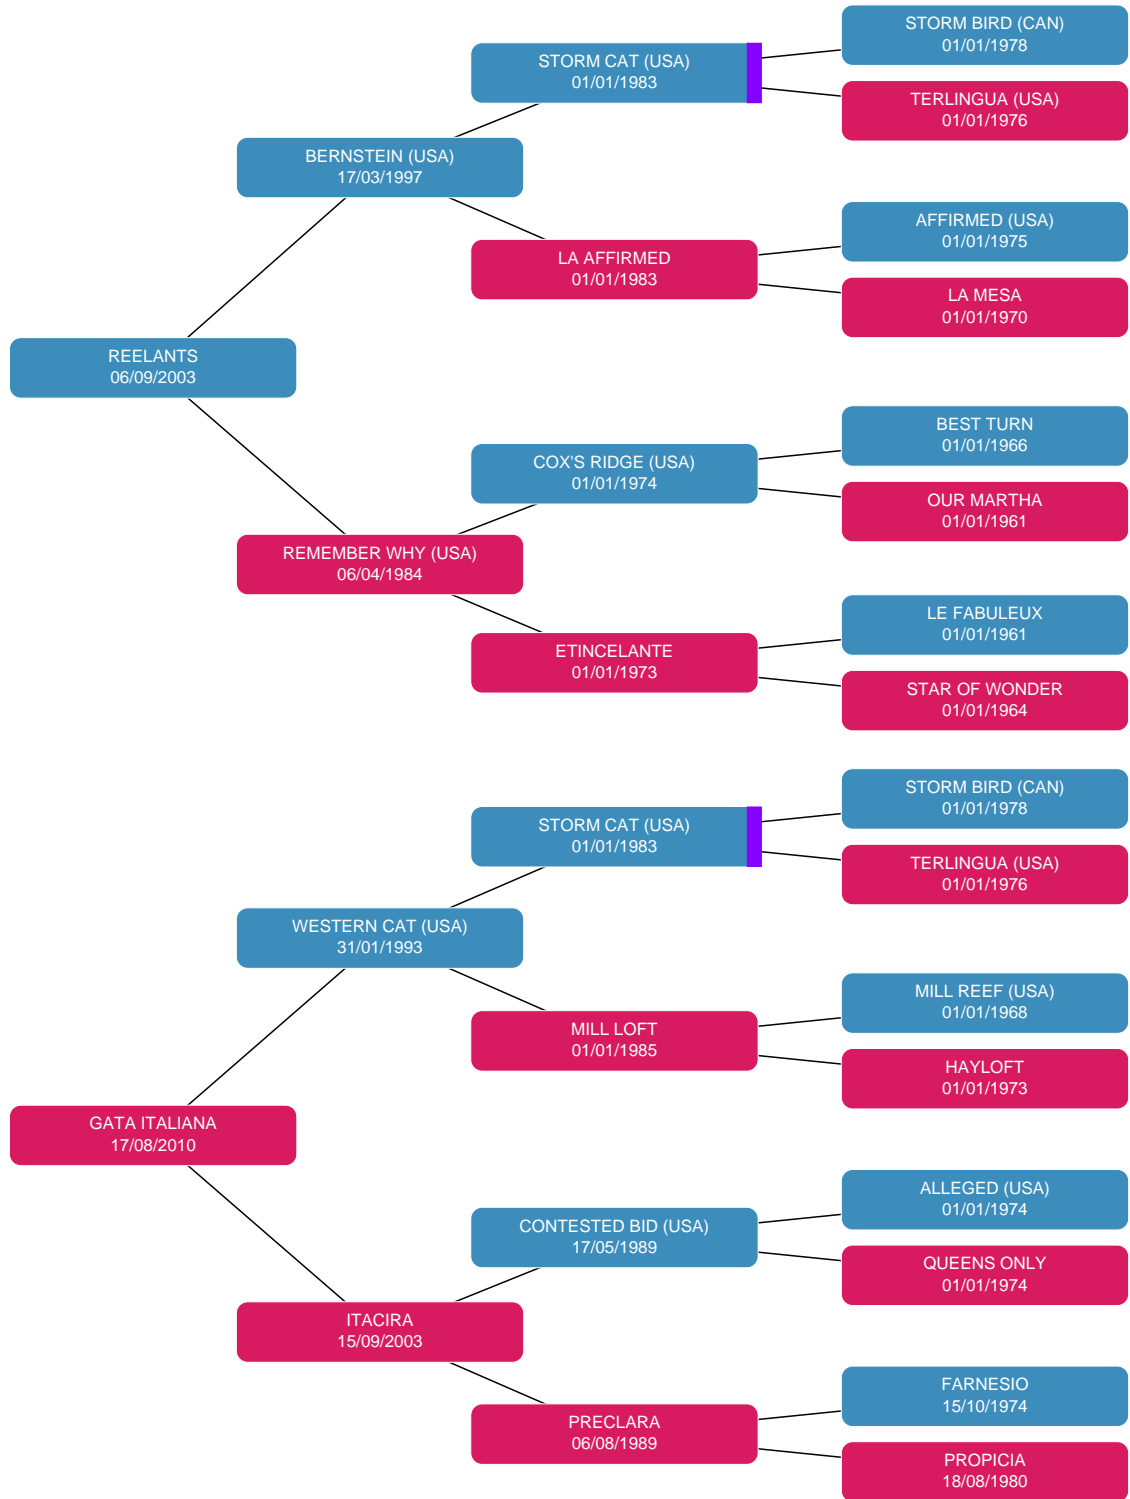 STORM BIRD (CAN)
01/01/1978
STORM CAT (USA)
01/01/1983
TERLINGUA (USA)
01/01/1976
BERNSTEIN (USA)
17/03/1997
AFFIRMED (USA)
01/01/1975
LA AFFIRMED
01/01/1983
LA MESA
01/01/1970
REELANTS
06/09/2003
BEST TURN
01/01/1966
COX'S RIDGE (USA)
01/01/1974
OUR MARTHA
01/01/1961
REMEMBER WHY (USA)
06/04/1984
LE FABULEUX
01/01/1961
ETINCELANTE
01/01/1973
STAR OF WONDER
01/01/1964
STORM BIRD (CAN)
01/01/1978
STORM CAT (USA)
01/01/1983
TERLINGUA (USA)
01/01/1976
WESTERN CAT (USA)
31/01/1993
MILL REEF (USA)
01/01/1968
MILL LOFT
01/01/1985
HAYLOFT
01/01/1973
GATA ITALIANA
17/08/2010
ALLEGED (USA)
01/01/1974
CONTESTED BID (USA)
17/05/1989
QUEENS ONLY
01/01/1974
ITACIRA
15/09/2003
FARNESIO
15/10/1974
PRECLARA
06/08/1989
PROPICIA
18/08/1980